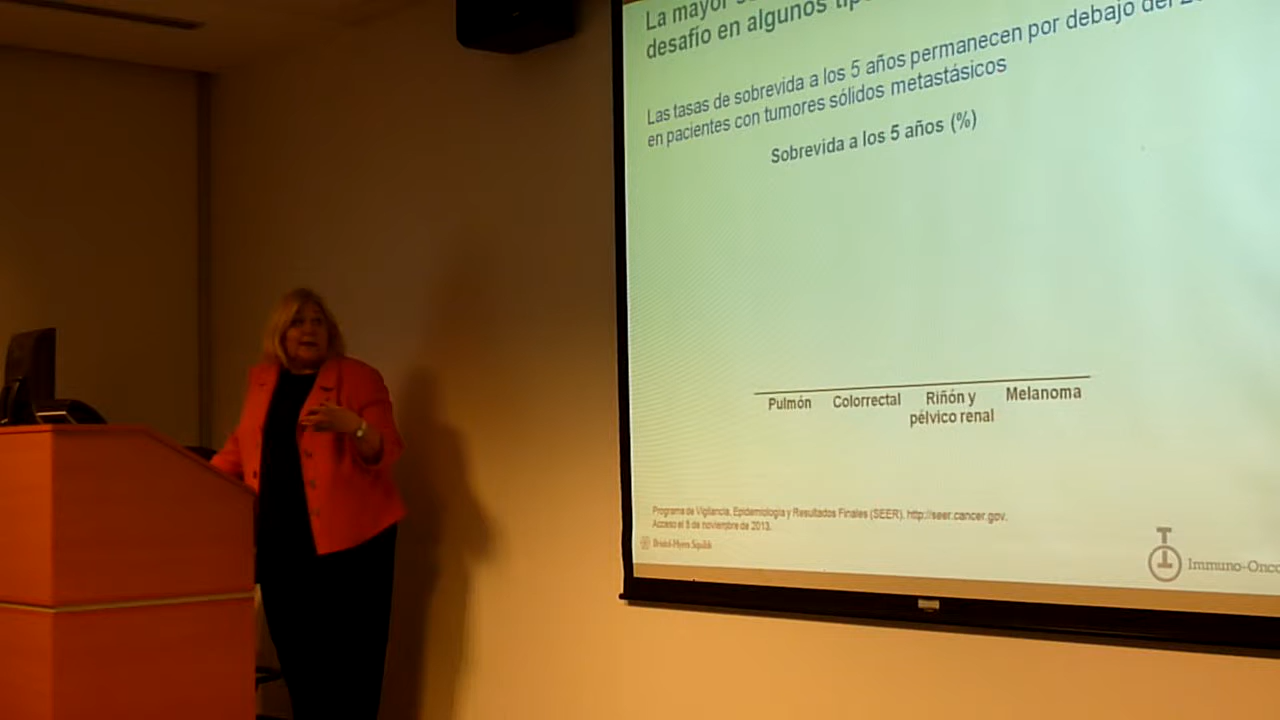 La mayor
desafío en algunos
Las tasas de sobrevida a los 5 años permanecen por debajo del
en pacientes con tumores sólidos metastásicos
Sobrevida a los 5 años (%)
Pulmón Colorrectal Riñón y pélvico renal Melanoma
Programa de Vigilancia, Epidemiología y Resultados Finales (SEER). http://seer.cancer.gov.
Acceso el 5 de noviembre de 2013.
Bristol-Myers Squibb
Immuno-Onco